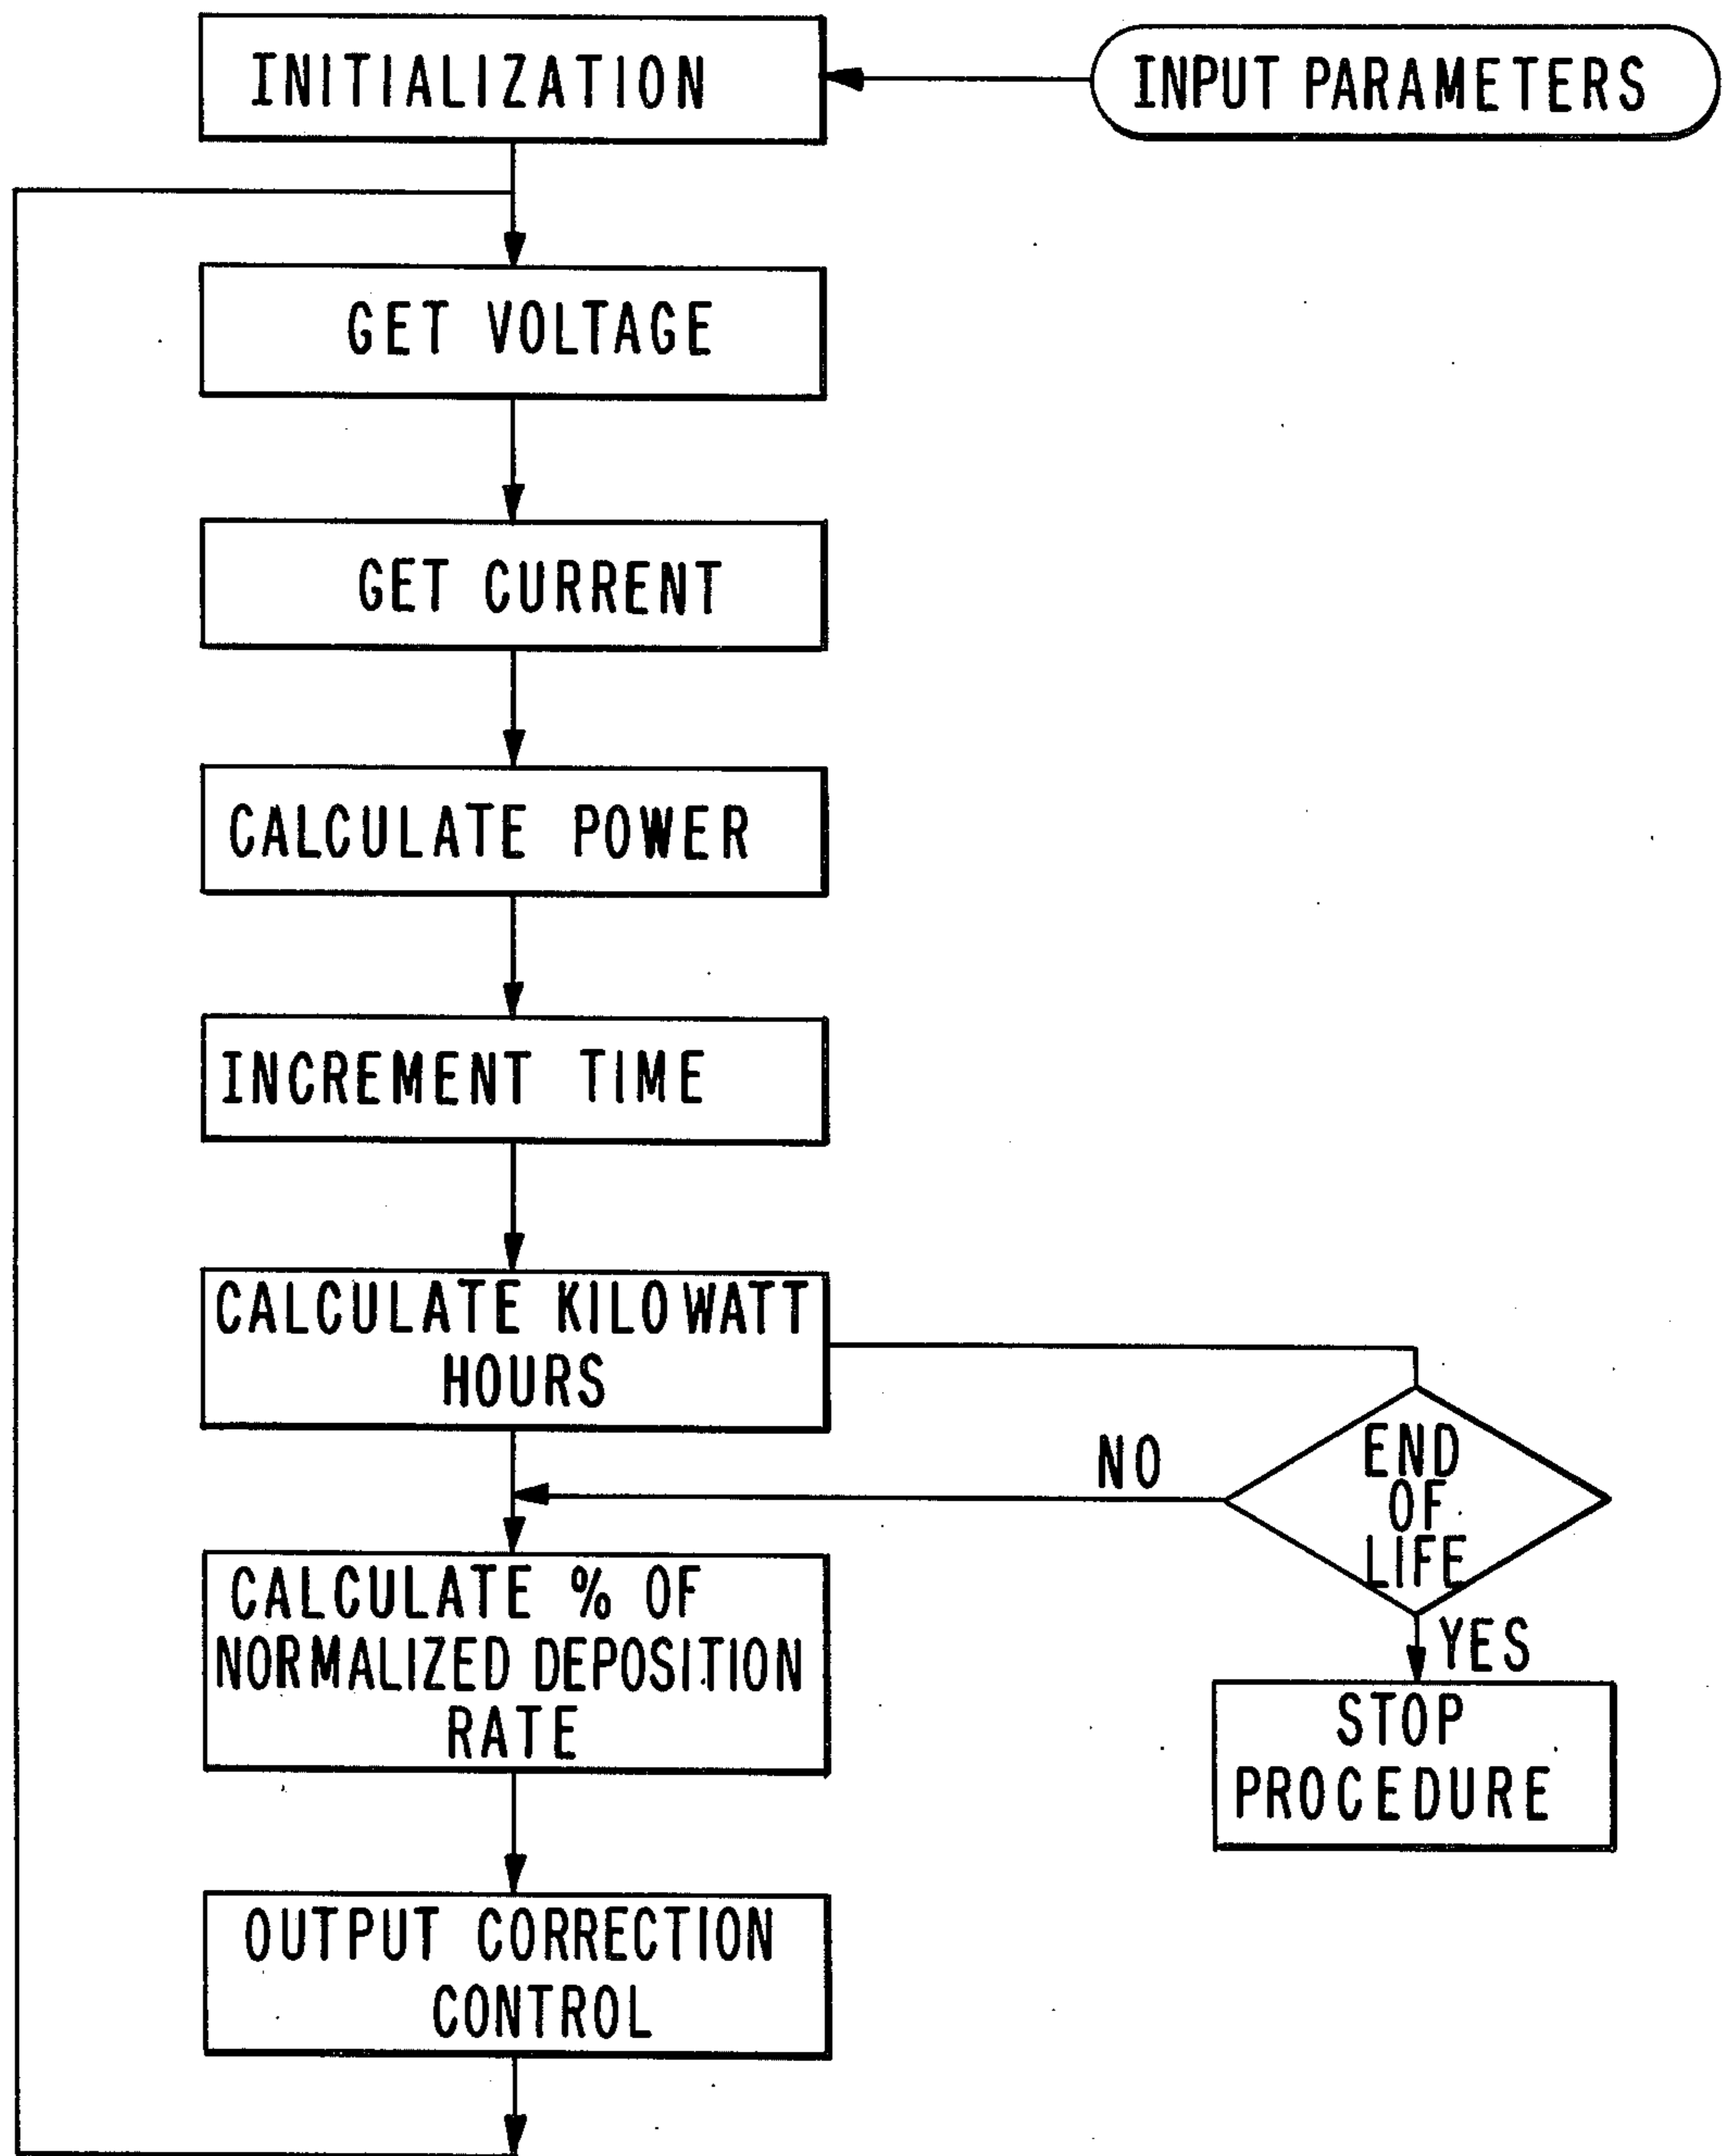 INITIALIZATION
INPUT PARAMETERS
GET VOLTAGE
GET CURRENT
CALCULATE POWER
INCREMENT TIME
CALCULATE KILOWATT
HOURS
NO
END
OF
LIFE
YES
CALCULATE % OF
NORMALIZED DEPOSITION
RATE
STOP
PROCEDURE
OUTPUT CORRECTION
CONTROL